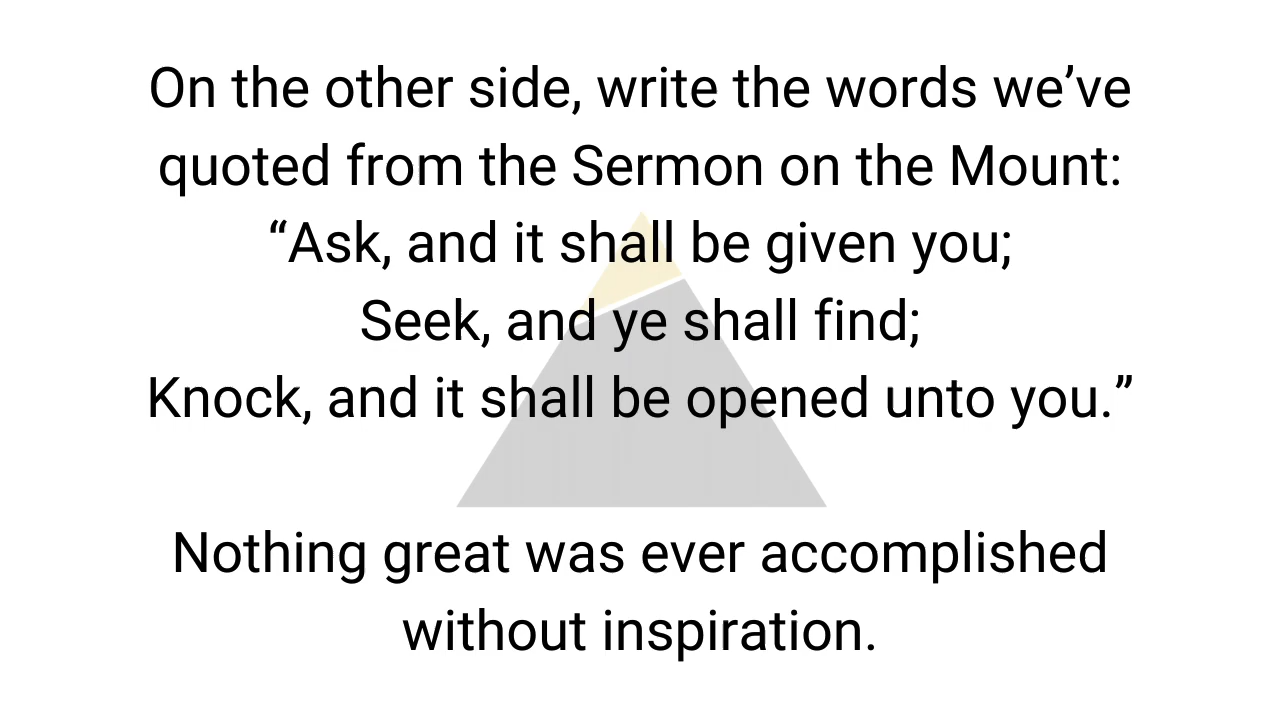 On the other side, write the words we’ve
quoted from the Sermon on the Mount:
“Ask, and it shall be given you;
Seek, and ye shall find;
Knock, and it shall be opened unto you.”
Nothing great was ever accomplished
without inspiration.